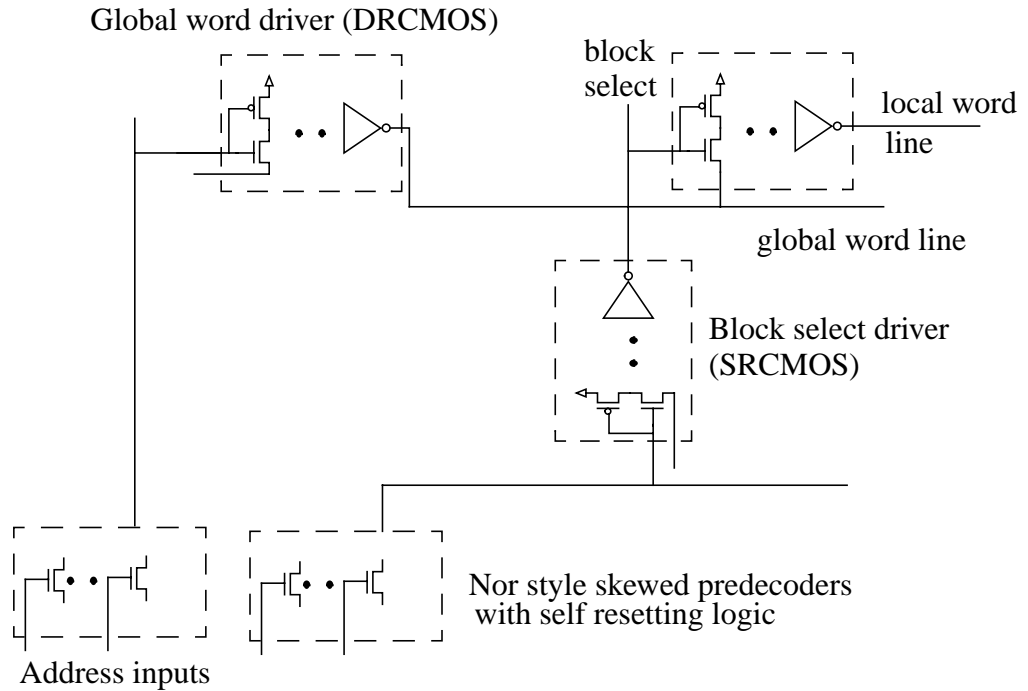 Global word driver (DRCMOS)
block
select
local word
line
global word line
Block select driver
(SRCMOS)
Nor style skewed predecoders
with self resetting logic
Address inputs